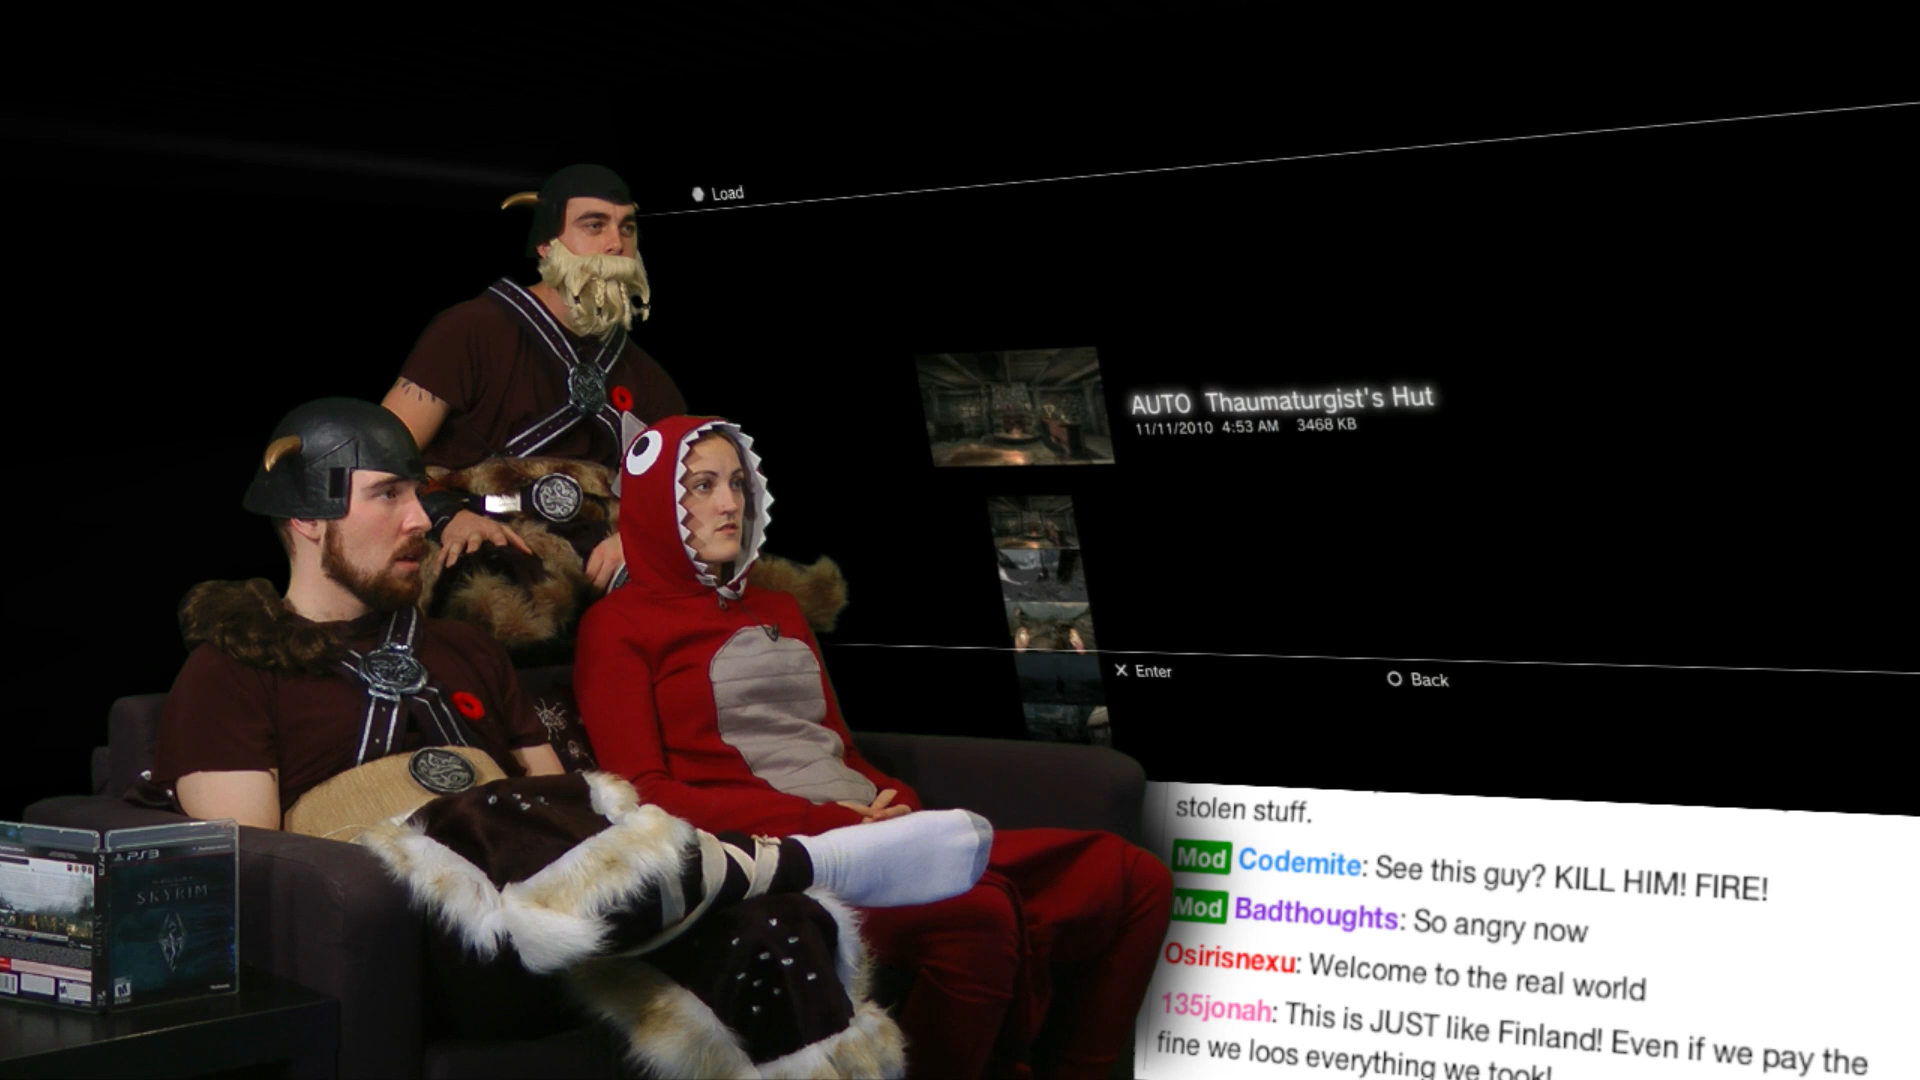 Load
AUTO Thaumaturgist's Hut
11/11/2010 4:53 AM 3468 KB
X Enter
O Back
stolen stuff.
Mod Codemite: See this guy? KILL HIM! FIRE!
Mod Badthoughts: So angry now
Osirisnexu: Welcome to the real world
135jonah: This is JUST like Finland! Even if we pay the
fine we loos everything we took!
PS3
SKYRIM